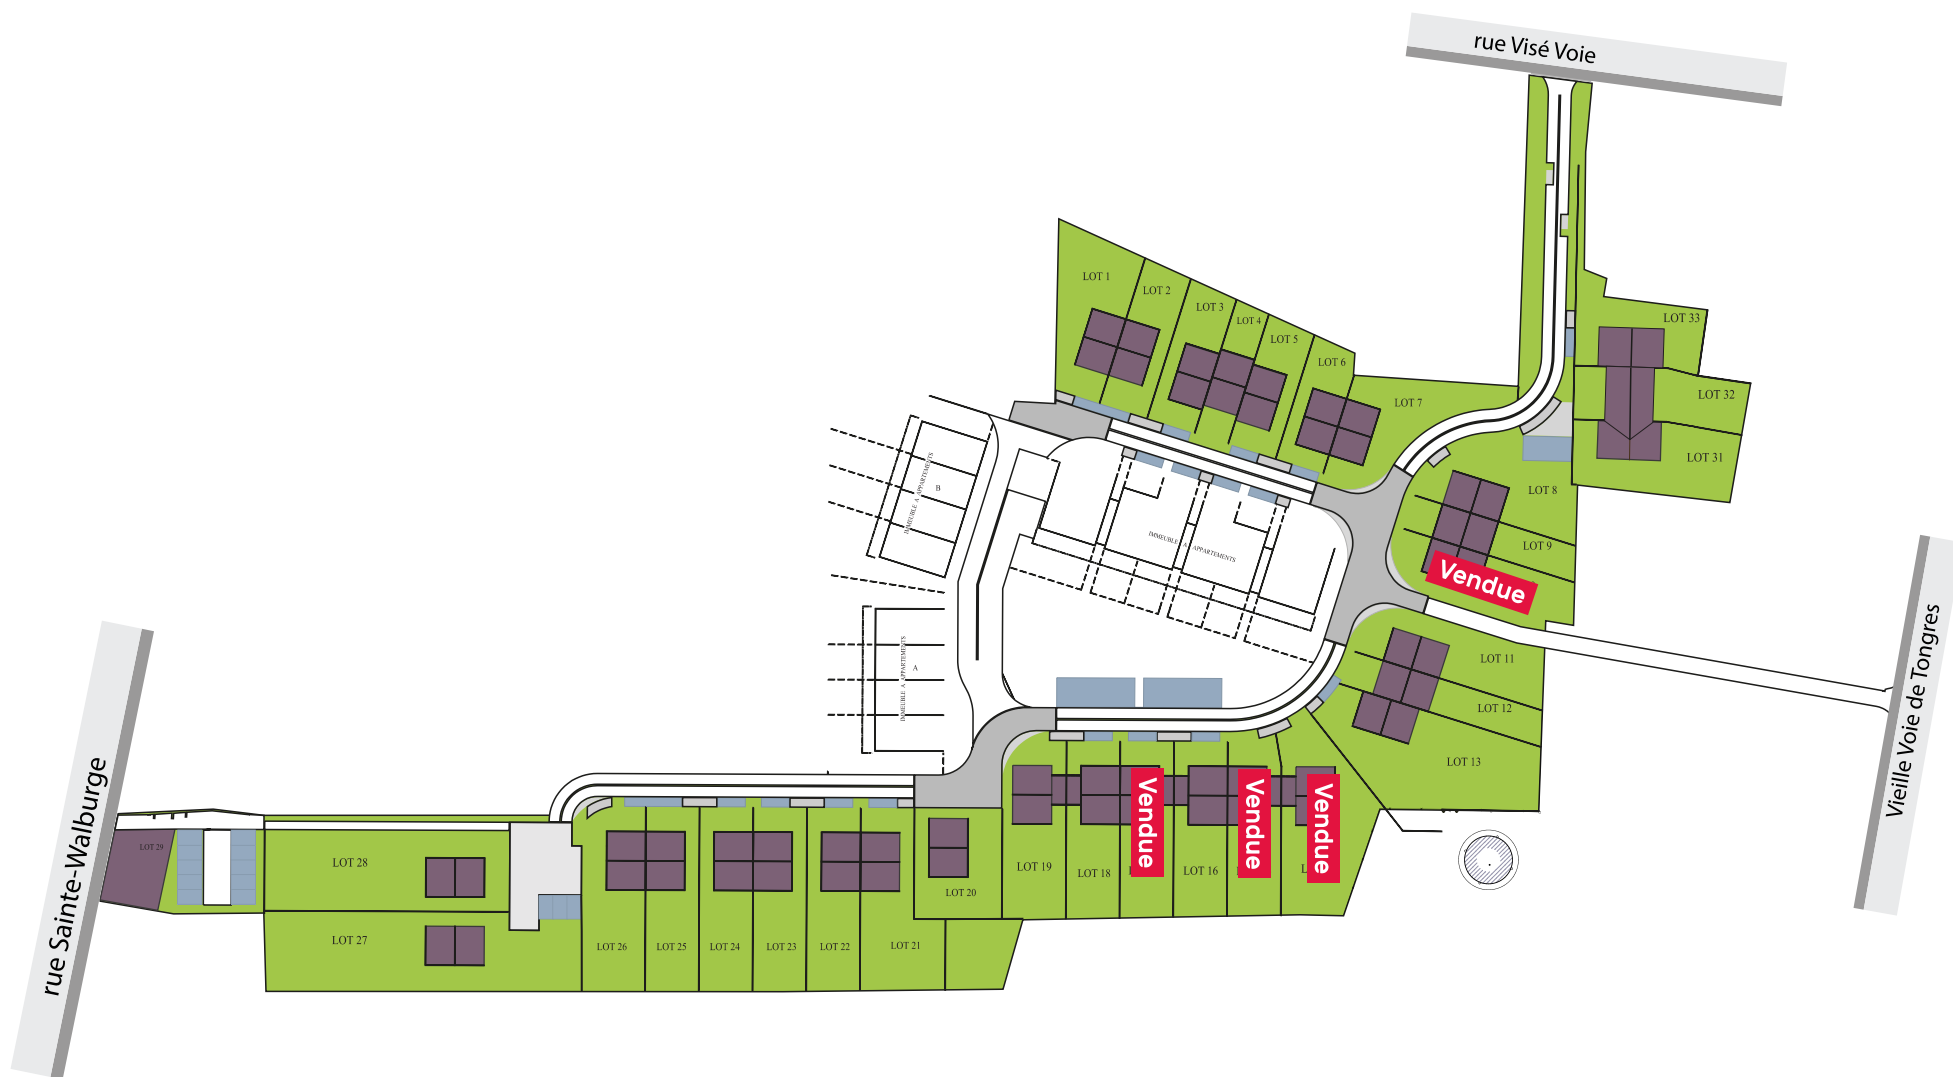 rue Visé Voie
LOT 1
LOT 2
LOT 3
LOT 4
LOT 5
LOT 6
LOT 7
LOT 33
LOT 32
LOT 31
LOT 8
LOT 9
Vendue
IMMEUBLE A APPARTEMENTS
B
IMMEUBLE A APPARTEMENTS
IMMEUBLE A APPARTEMENTS
A
LOT 11
LOT 12
LOT 13
Vieille Voie de Tongres
rue Sainte-Walburge
LOT 29
LOT 28
LOT 27
LOT 26
LOT 25
LOT 24
LOT 23
LOT 22
LOT 21
LOT 20
LOT 19
LOT 18
Vendue
LOT 16
Vendue
Vendue